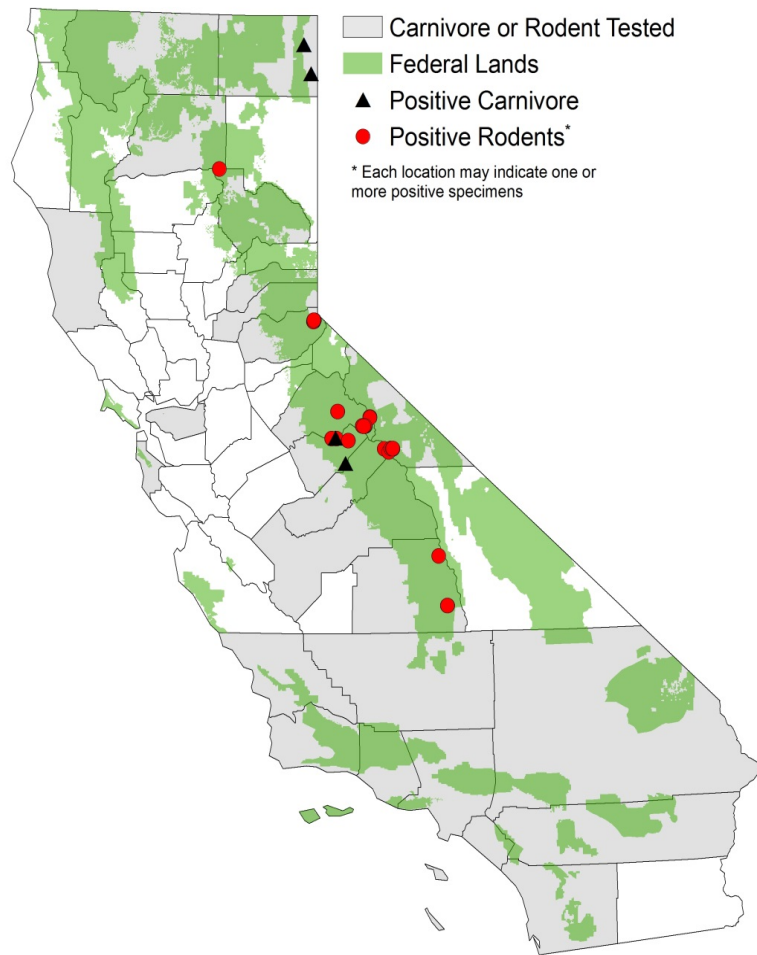 Carnivore or Rodent Tested
Federal Lands
Positive Carnivore
Positive Rodents*
* Each location may indicate one or
more positive specimens